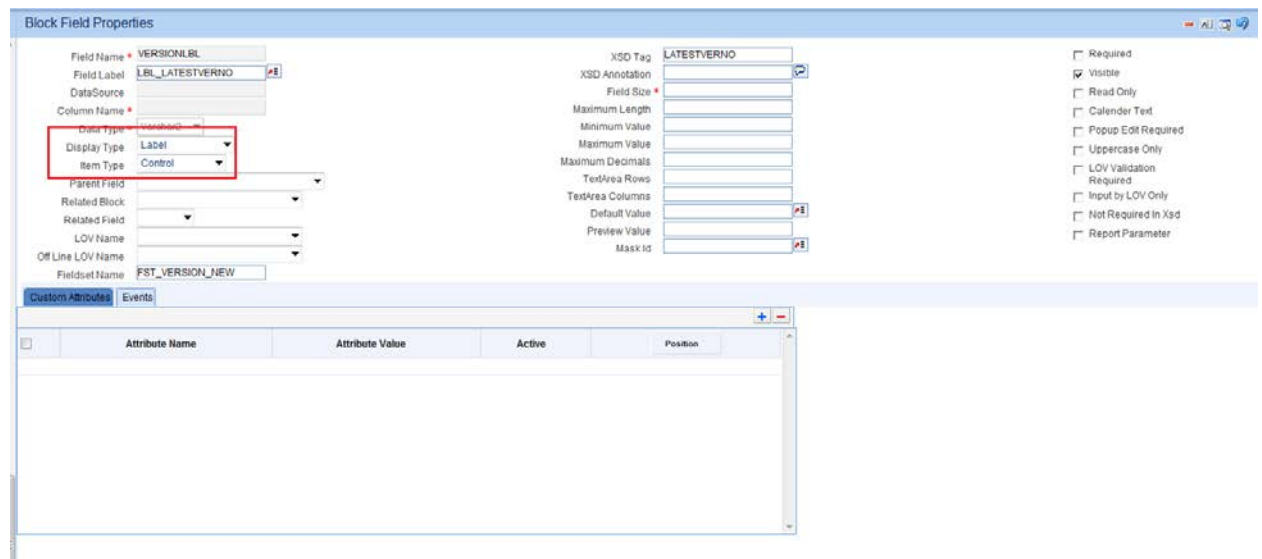 Block Field Properties
Field Name * VERSIONLBL
Field Label LBL_LATESTVERNO
DataSource
Column Name *
Data Type * Varchar2
Display Type Label
Item Type Control
Parent Field
Related Block
Related Field
LOV Name
Off Line LOV Name
Fieldset Name FST_VERSION_NEW
XSD Tag LATESTVERNO
XSD Annotation
Field Size *
Maximum Length
Minimum Value
Maximum Value
Maximum Decimals
TextArea Rows
TextArea Columns
Default Value
Preview Value
Mask Id
Required
Visible
Read Only
Calender Text
Popup Edit Required
Uppercase Only
LOV Validation
Required
Input by LOV Only
Not Required In Xsd
Report Parameter
Custom Attributes Events
Attribute Name Attribute Value Active Position